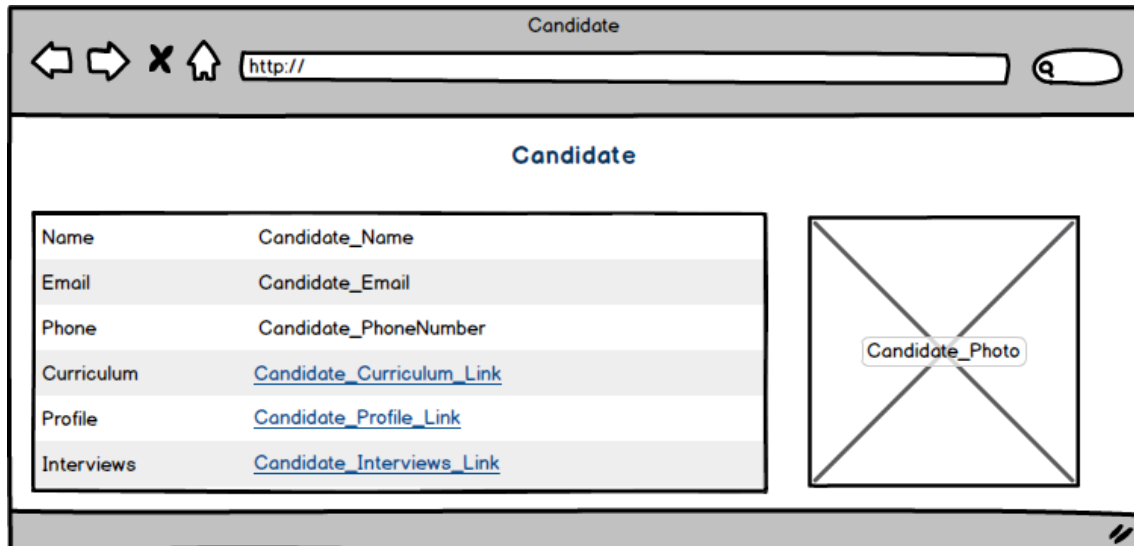 Candidate
http://
Candidate
Name Candidate_Name
Email Candidate_Email
Phone Candidate_PhoneNumber
Curriculum Candidate_Curriculum_Link
Profile Candidate_Profile_Link
Interviews Candidate_Interviews_Link
Candidate_Photo